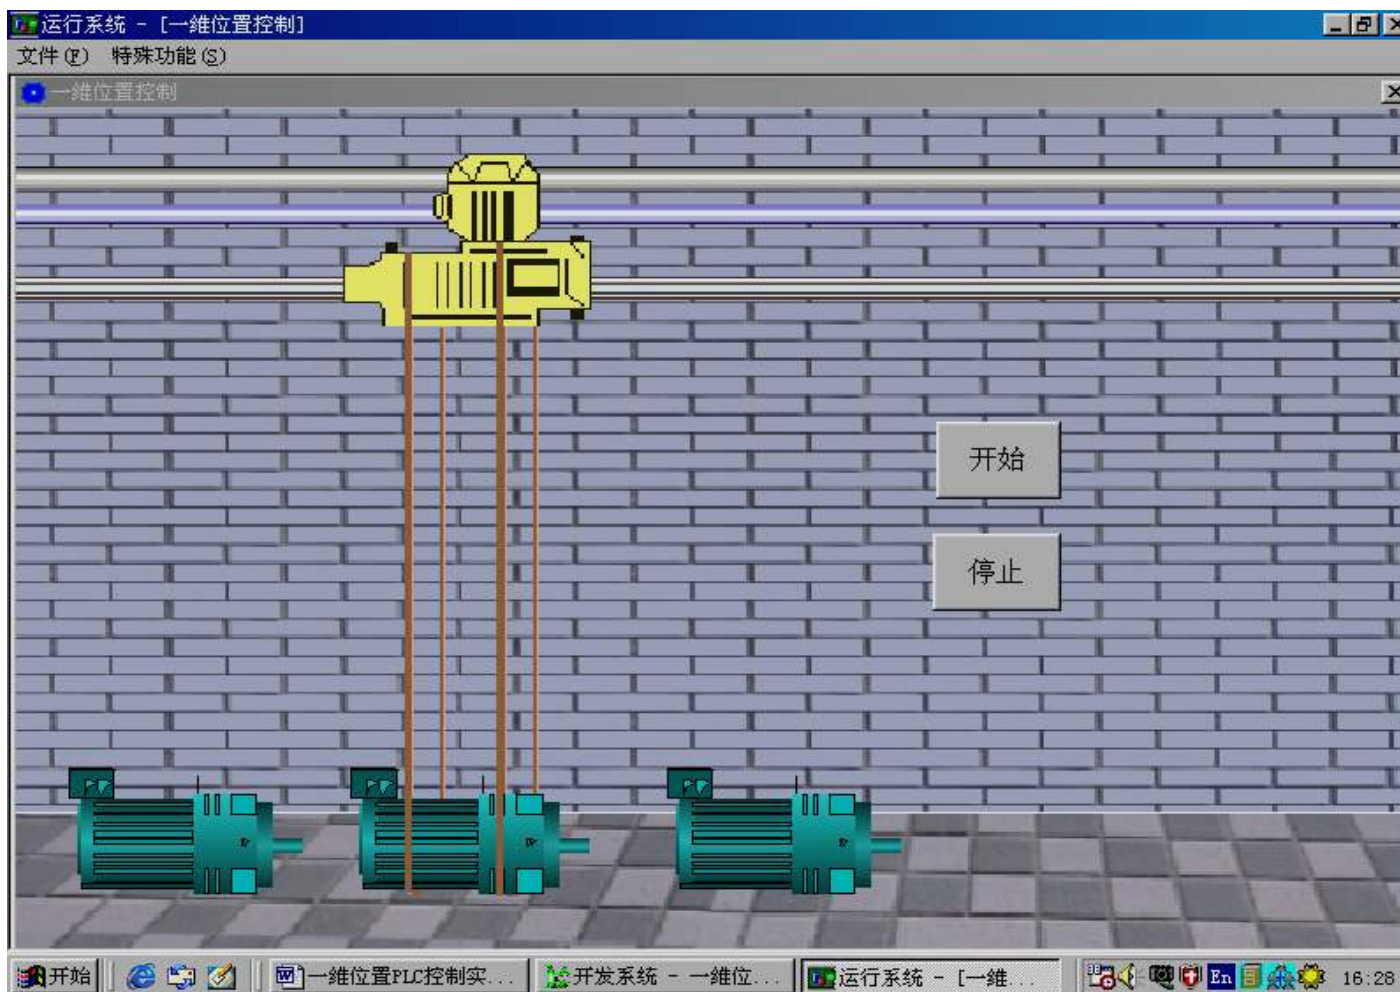 运行系统 - [一维位置控制]
文件(F) 特殊功能(S)
一维位置控制
开始
停止
开始 一维位置PLC控制实... 开发系统 - 一维位... 运行系统 - [一维... En 16:28